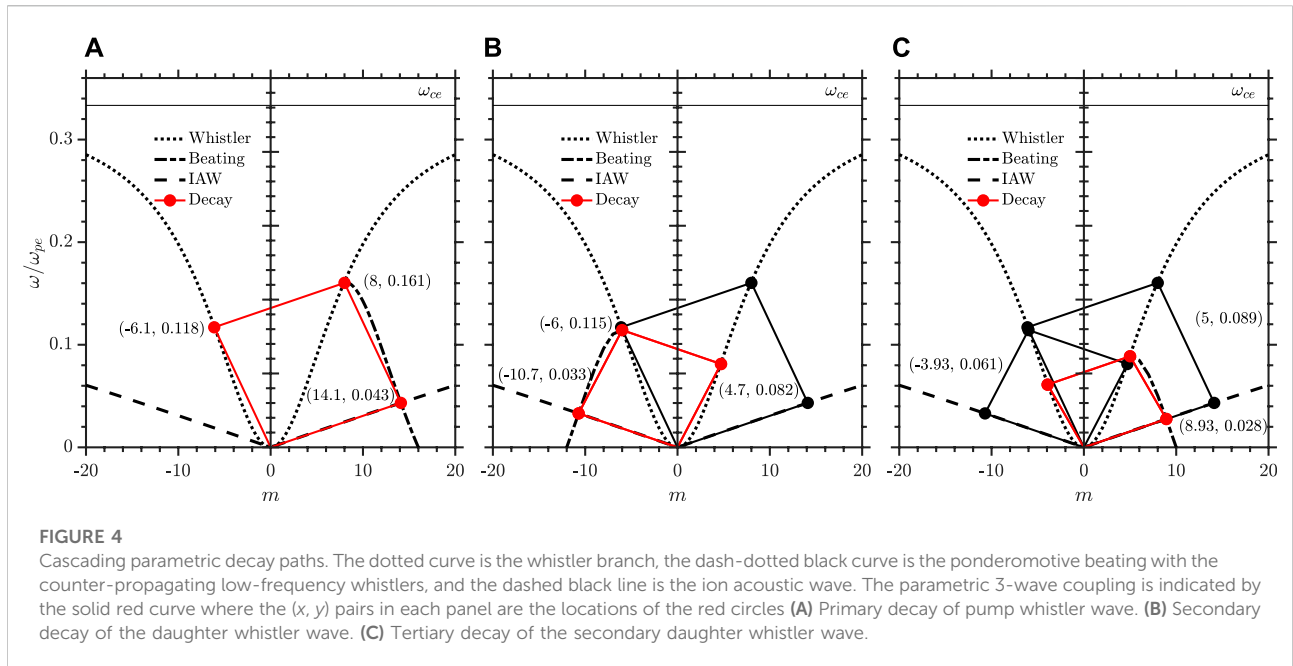 A
B
C
ω_ce
ω_ce
ω_ce
0.3
0.2
0.1
0
ω/ω_pe
Whistler
Beating
IAW
Decay
(8, 0.161)
(-6.1, 0.118)
(14.1, 0.043)
-20
-10
0
10
20
m
Whistler
Beating
IAW
Decay
(-6, 0.115)
(-10.7, 0.033)
(4.7, 0.082)
-20
-10
0
10
20
m
Whistler
Beating
IAW
Decay
(5, 0.089)
(-3.93, 0.061)
(8.93, 0.028)
-20
-10
0
10
20
m
FIGURE 4
Cascading parametric decay paths. The dotted curve is the whistler branch, the dash-dotted black curve is the ponderomotive beating with the
counter-propagating low-frequency whistlers, and the dashed black line is the ion acoustic wave. The parametric 3-wave coupling is indicated by
the solid red curve where the (x, y) pairs in each panel are the locations of the red circles (A) Primary decay of pump whistler wave. (B) Secondary
decay of the daughter whistler wave. (C) Tertiary decay of the secondary daughter whistler wave.